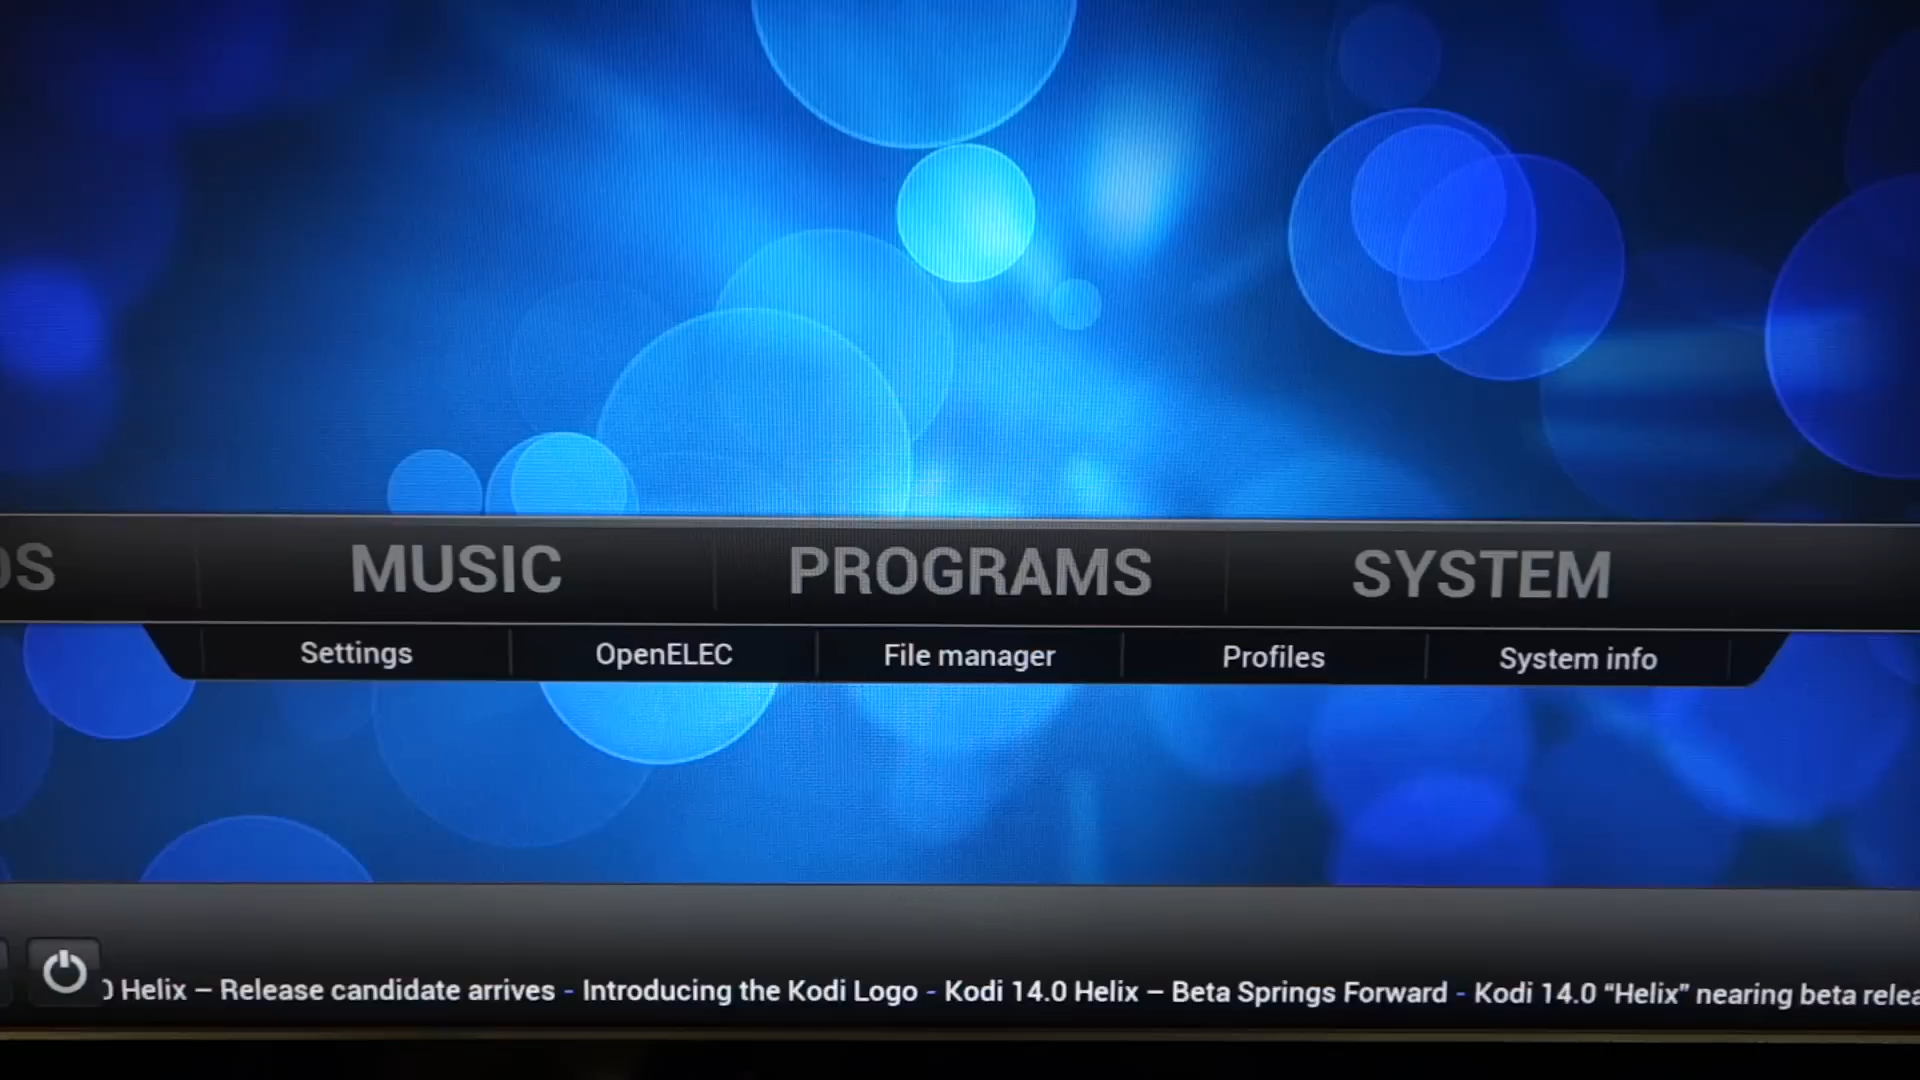 MUSIC PROGRAMS SYSTEM
Settings OpenELEC File manager Profiles System info
Helix – Release candidate arrives - Introducing the Kodi Logo - Kodi 14.0 Helix – Beta Springs Forward - Kodi 14.0 “Helix” nearing beta